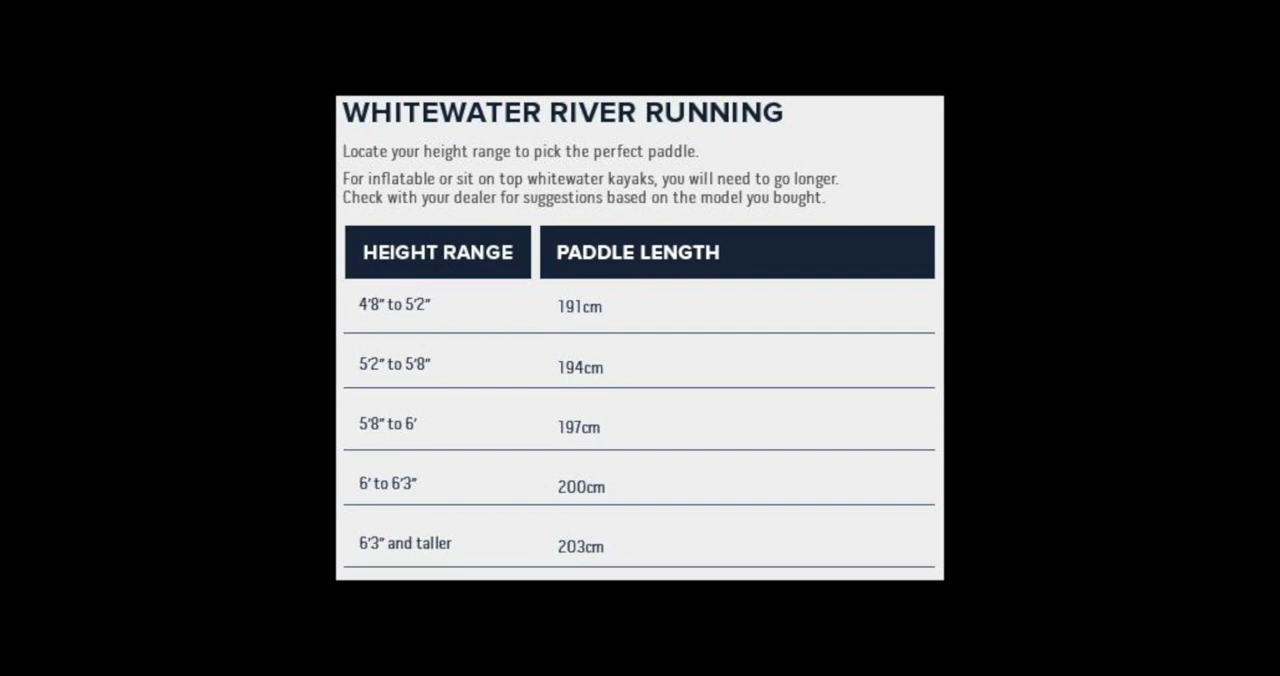 WHITEWATER RIVER RUNNING
Locate your height range to pick the perfect paddle.
For inflatable or sit on top whitewater kayaks, you will need to go longer.
Check with your dealer for suggestions based on the model you bought.
HEIGHT RANGE PADDLE LENGTH
4'8" to 5'2" 191cm
5'2" to 5'8" 194cm
5'8" to 6' 197cm
6' to 6'3" 200cm
6'3" and taller 203cm